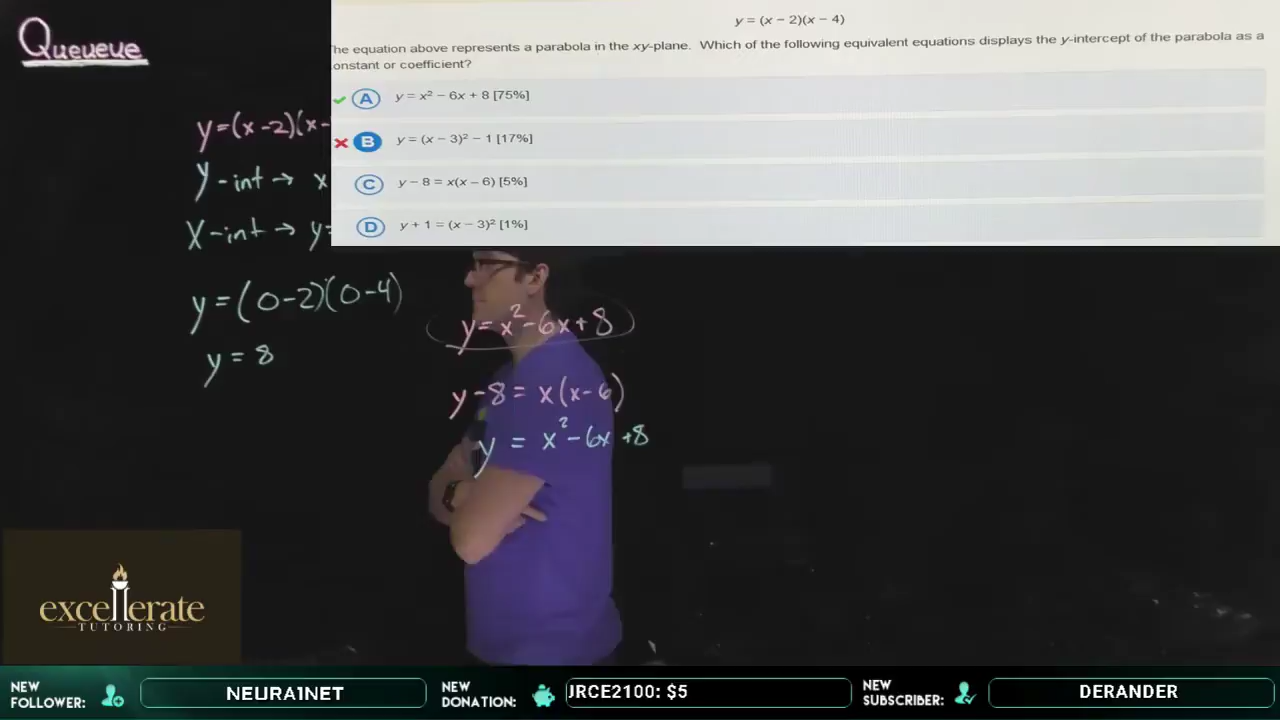 Queueue
y = (x − 2)(x − 4)
he equation above represents a parabola in the xy-plane. Which of the following equivalent equations displays the y-intercept of the parabola as a
onstant or coefficient?
A y = x² − 6x + 8 [75%]
B y = (x − 3)² − 1 [17%]
C y − 8 = x(x − 6) [5%]
D y + 1 = (x − 3)² [1%]
y=(x-2)(x-
y-int → x
x-int → y=
y=(0-2)(0-4)
y = 8
y=x²-6x+8
y-8= x(x-6)
y = x²-6x+8
excellerate
TUTORING
NEW FOLLOWER:
NEURA1NET
NEW DONATION:
JRCE2100: $5
NEW SUBSCRIBER:
DERANDER